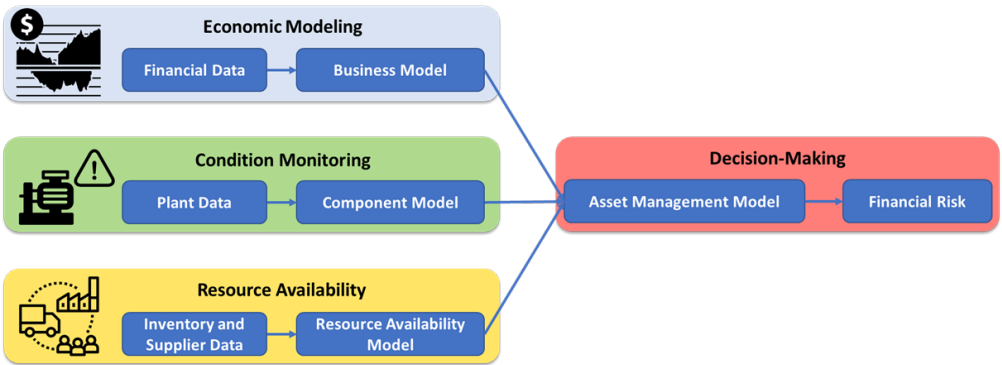 $
Economic Modeling
Financial Data
Business Model
Condition Monitoring
Plant Data
Component Model
Resource Availability
Inventory and
Supplier Data
Resource Availability
Model
Decision-Making
Asset Management Model
Financial Risk